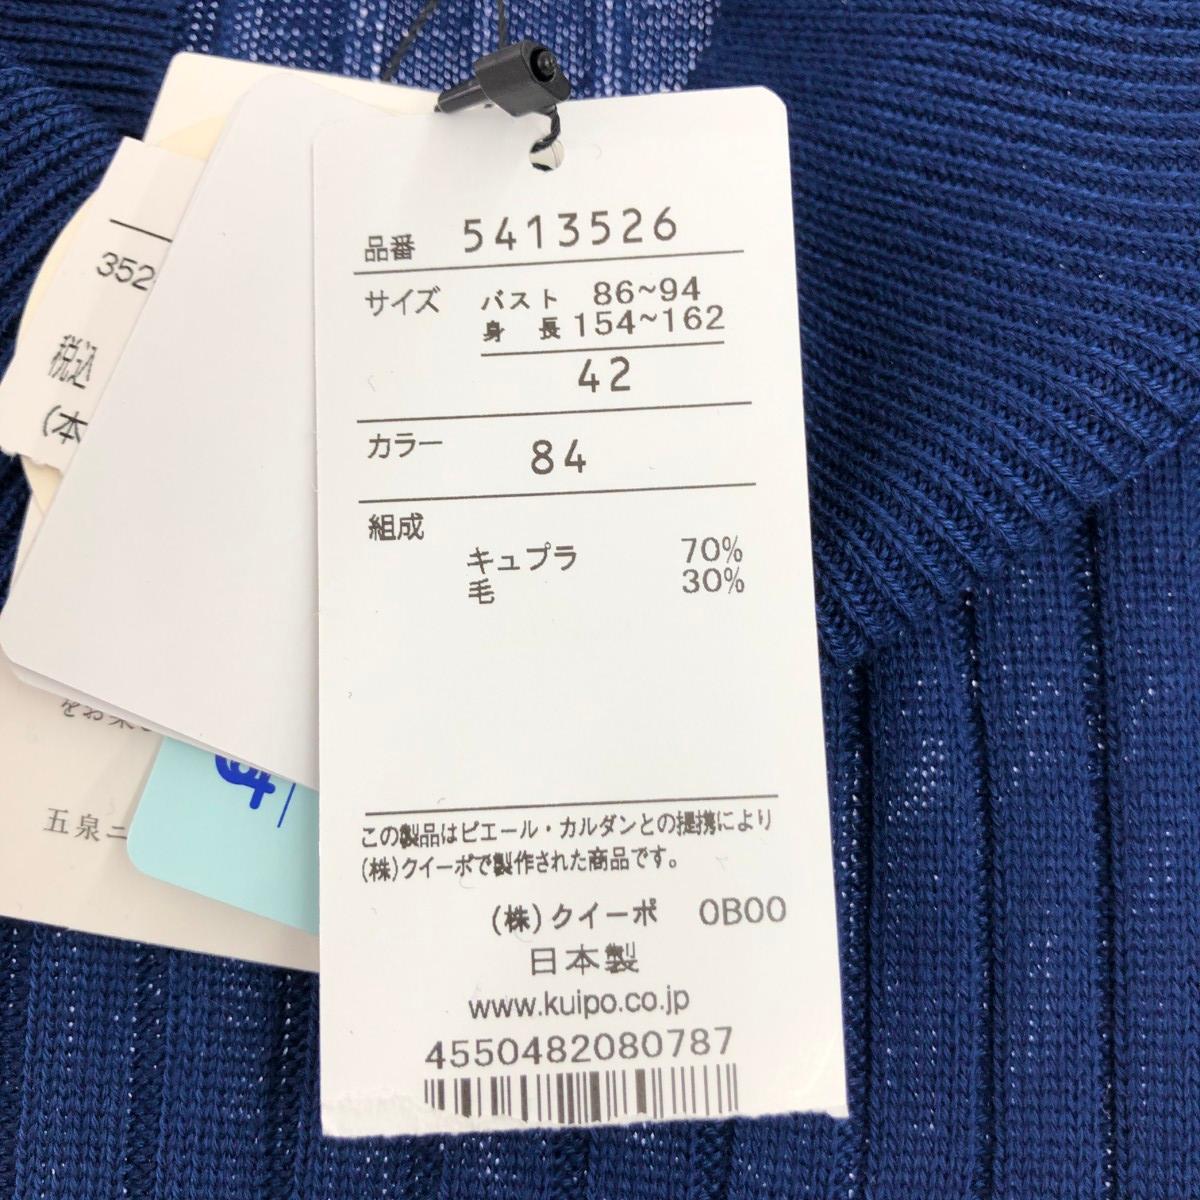 品番 5413526
サイズ バスト 86~94
身長 154~162
42
カラー 84
組成
キュプラ 70%
毛 30%
この製品はピエール・カルダンとの提携により
(株)クイーポで製作された商品です。
(株)クイーポ 0B00
日本製
www.kuipo.co.jp
4550482080787
352
税込
(本
五泉ニ